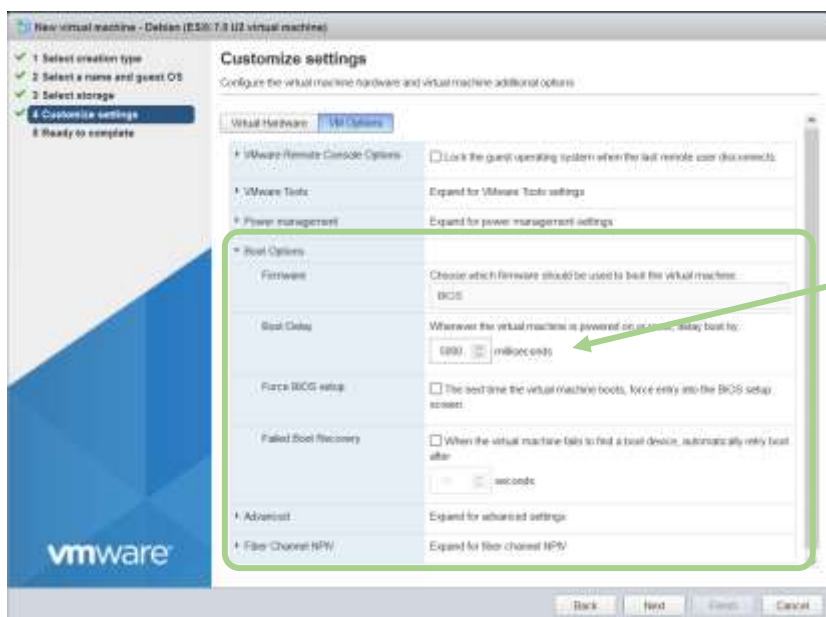 New virtual machine - Debian (ESXi 7.0 U2 virtual machine)
1 Select creation type
2 Select a name and guest OS
3 Select storage
4 Customize settings
5 Ready to complete
Customize settings
Configure the virtual machine hardware and virtual machine additional options
Virtual Hardware
VM Options
VMware Remote Console Options
Lock the guest operating system when the last remote user disconnects
VMware Tools
Expand for VMware Tools settings
Power management
Expand for power management settings
Boot Options
Firmware
Choose which firmware should be used to boot the virtual machine:
BIOS
Boot Delay
Whenever the virtual machine is powered on or reset, delay boot by:
5000 milliseconds
Force BIOS setup
The next time the virtual machine boots, force entry into the BIOS setup
screen
Failed Boot Recovery
When the virtual machine fails to find a boot device, automatically retry boot
after
seconds
Advanced
Expand for advanced settings
Fiber Channel NPIV
Expand for fiber channel NPIV
vmware
Back
Next
Finish
Cancel